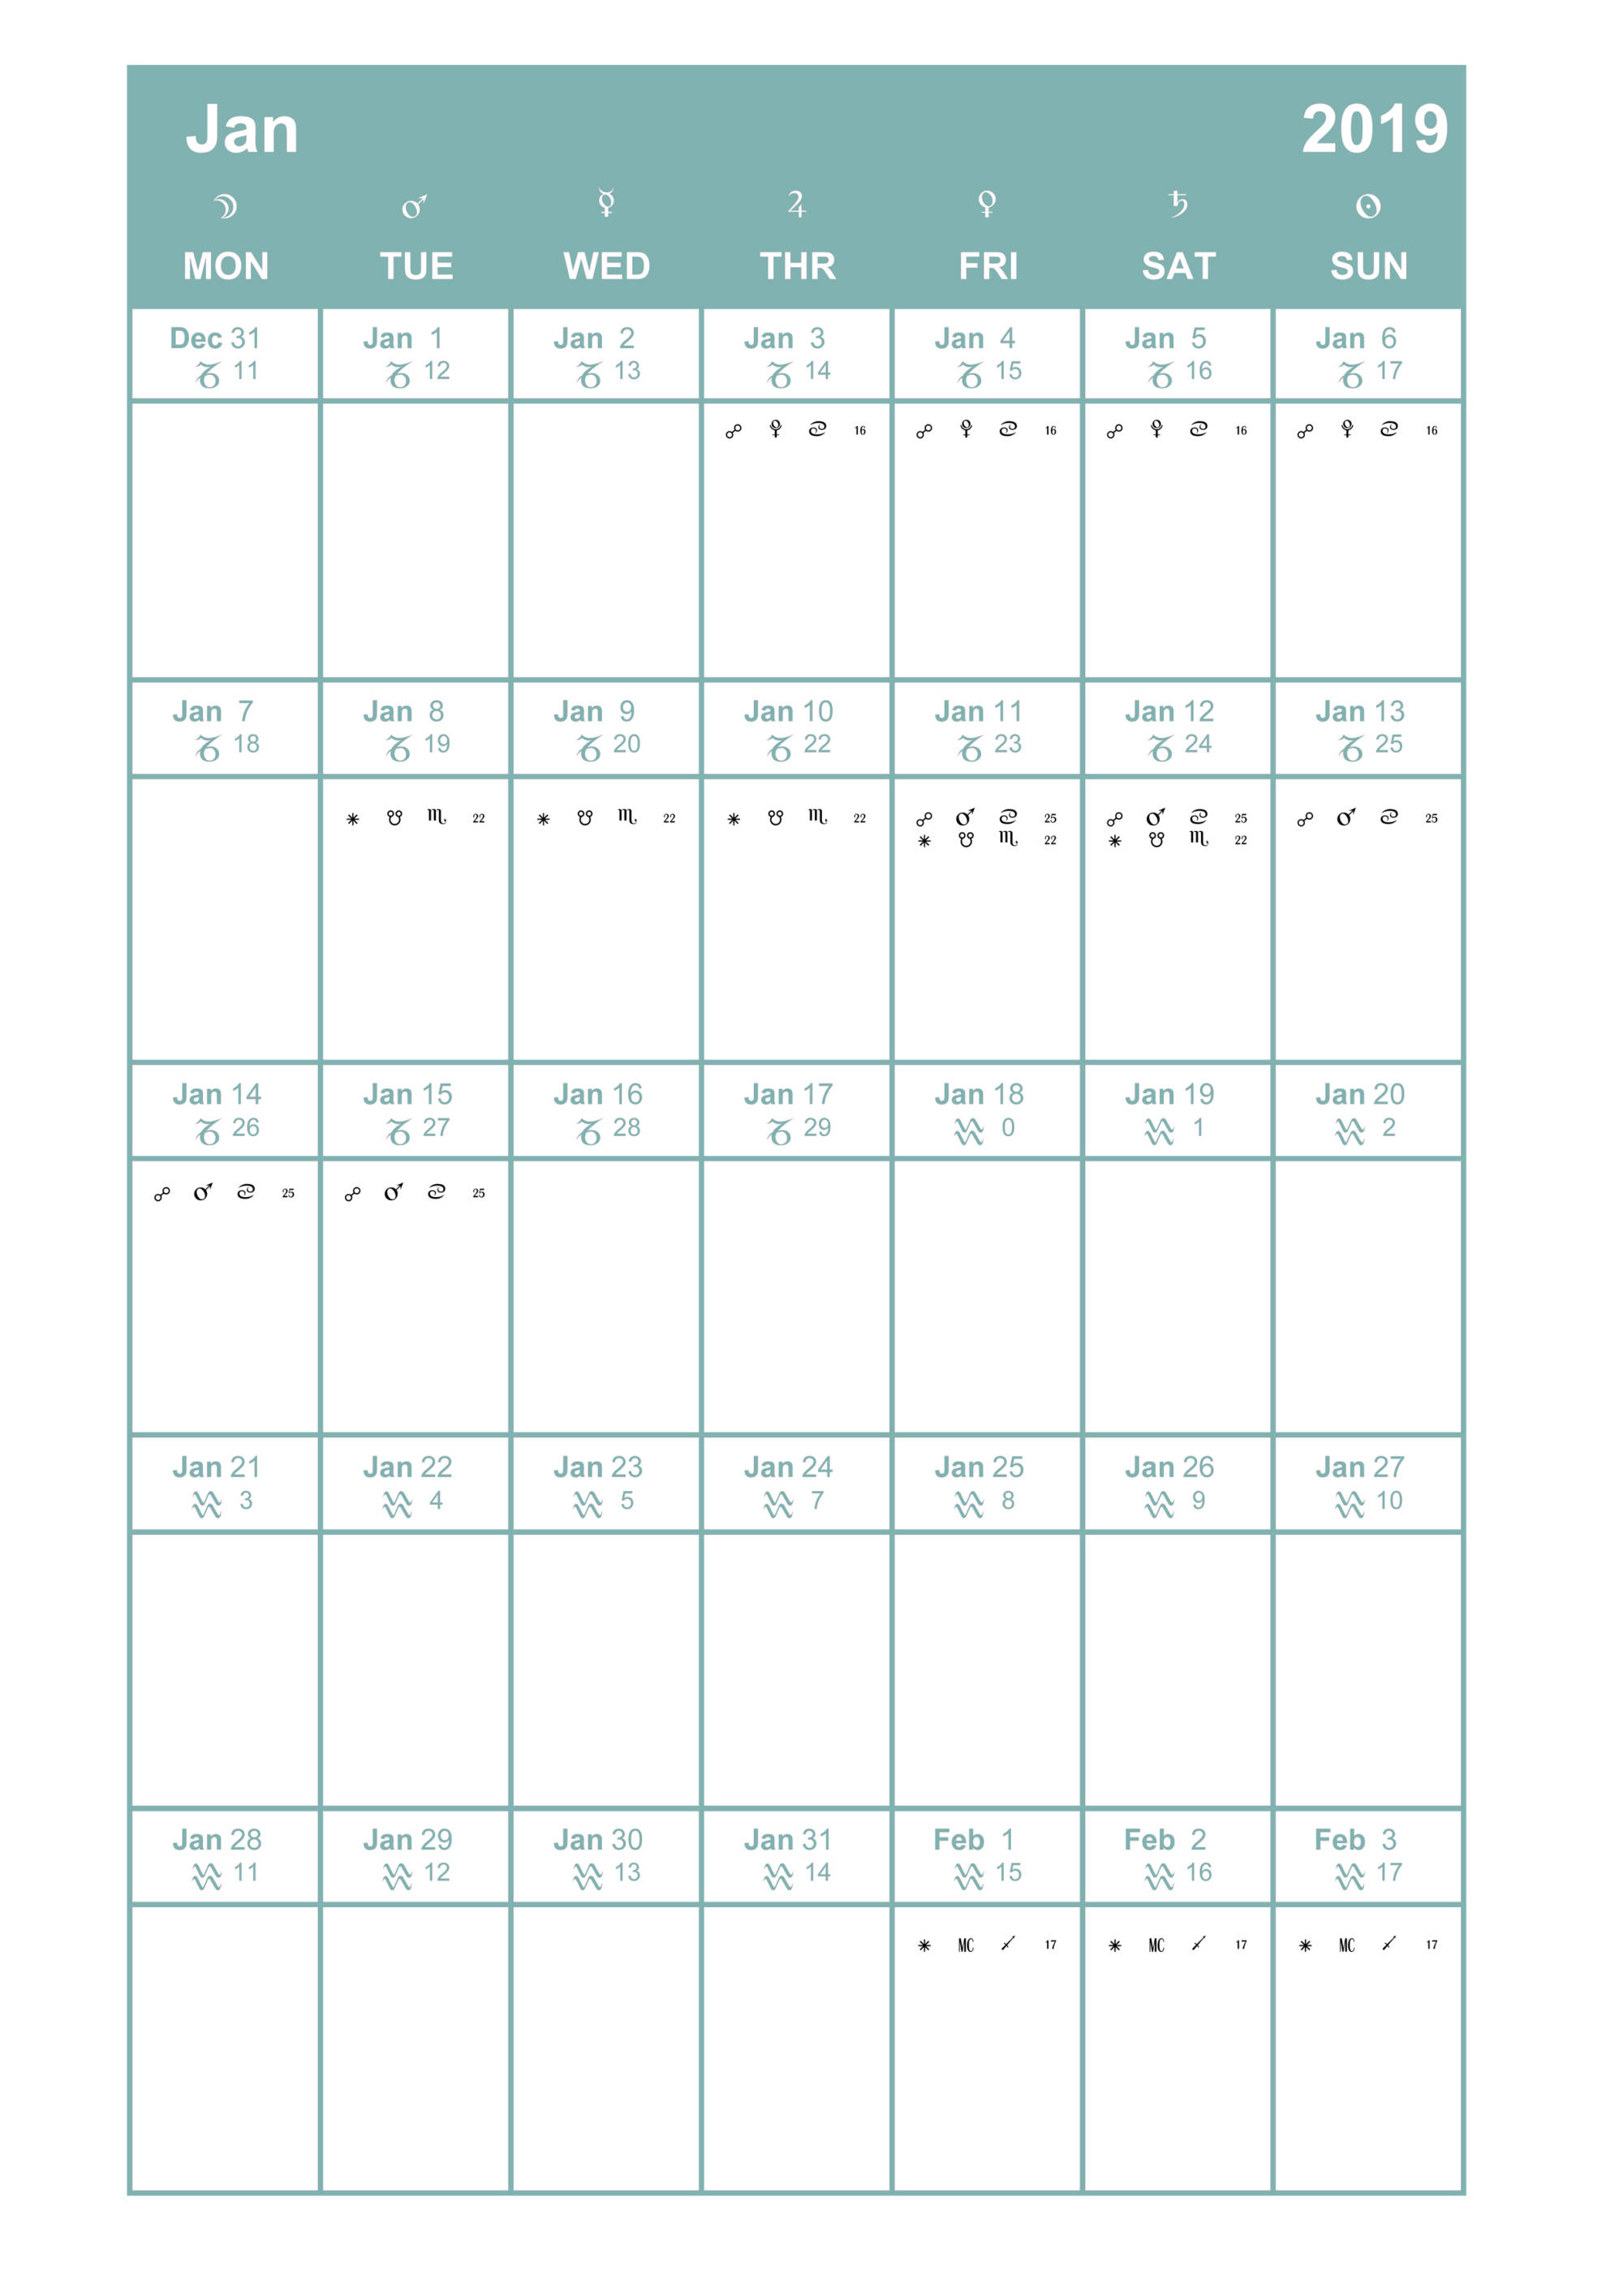 Jan 2019
☽ ♂ ☿ ♃ ♀ ♄ ☉
MON TUE WED THR FRI SAT SUN
Dec 31 Jan 1 Jan 2 Jan 3 Jan 4 Jan 5 Jan 6
♑ 11 ♑ 12 ♑ 13 ♑ 14 ♑ 15 ♑ 16 ♑ 17
☍ ♇ ♋ 16 ☍ ♇ ♋ 16 ☍ ♇ ♋ 16 ☍ ♇ ♋ 16
Jan 7 Jan 8 Jan 9 Jan 10 Jan 11 Jan 12 Jan 13
♑ 18 ♑ 19 ♑ 20 ♑ 22 ♑ 23 ♑ 24 ♑ 25
⚹ ☋ ♏ 22 ⚹ ☋ ♏ 22 ⚹ ☋ ♏ 22 ☍ ♂ ♋ 25 ☍ ♂ ♋ 25 ☍ ♂ ♋ 25
⚹ ☋ ♏ 22 ⚹ ☋ ♏ 22
Jan 14 Jan 15 Jan 16 Jan 17 Jan 18 Jan 19 Jan 20
♑ 26 ♑ 27 ♑ 28 ♑ 29 ♒ 0 ♒ 1 ♒ 2
☍ ♂ ♋ 25 ☍ ♂ ♋ 25
Jan 21 Jan 22 Jan 23 Jan 24 Jan 25 Jan 26 Jan 27
♒ 3 ♒ 4 ♒ 5 ♒ 7 ♒ 8 ♒ 9 ♒ 10
Jan 28 Jan 29 Jan 30 Jan 31 Feb 1 Feb 2 Feb 3
♒ 11 ♒ 12 ♒ 13 ♒ 14 ♒ 15 ♒ 16 ♒ 17
⚹ MC ♐ 17 ⚹ MC ♐ 17 ⚹ MC ♐ 17